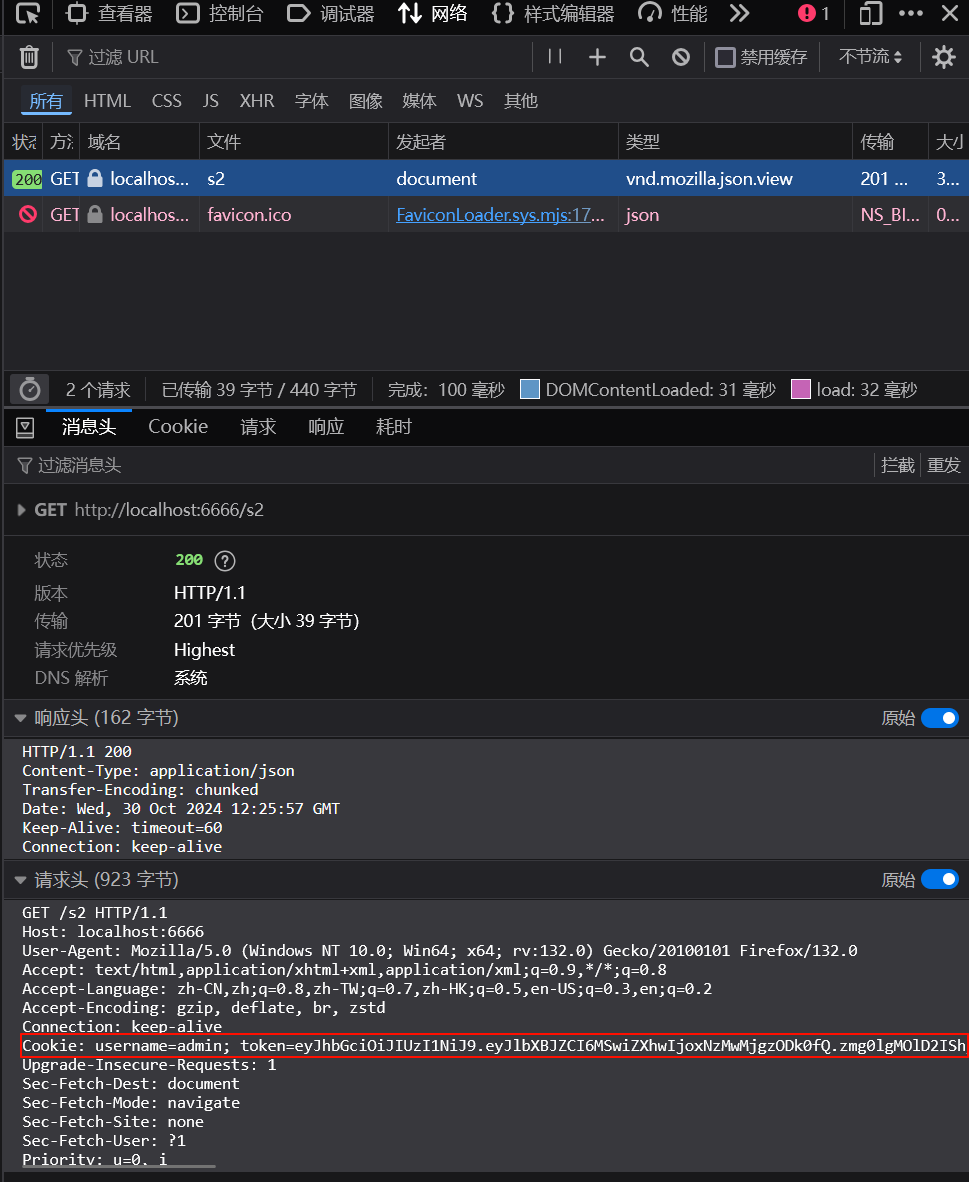 查看器 控制台 调试器 网络 样式编辑器 性能 1
过滤 URL 禁用缓存 不节流
所有 HTML CSS JS XHR 字体 图像 媒体 WS 其他
域名 文件 发起者 类型 传输
200 GET localhos... s2 document vnd.mozilla.json.view 201 ... 3...
GET localhos... favicon.ico FaviconLoader.sys.mjs:17... json NS_BI... 0...
2 个请求 已传输 39 字节 / 440 字节 完成：100 毫秒 DOMContentLoaded: 31 毫秒 load: 32 毫秒
消息头 Cookie 请求 响应 耗时
过滤消息头 拦截 重发
GET http://localhost:6666/s2
状态 200 ?
版本 HTTP/1.1
传输 201 字节（大小 39 字节）
请求优先级 Highest
DNS 解析 系统
响应头 (162 字节) 原始
HTTP/1.1 200
Content-Type: application/json
Transfer-Encoding: chunked
Date: Wed, 30 Oct 2024 12:25:57 GMT
Keep-Alive: timeout=60
Connection: keep-alive
请求头 (923 字节) 原始
GET /s2 HTTP/1.1
Host: localhost:6666
User-Agent: Mozilla/5.0 (Windows NT 10.0; Win64; x64; rv:132.0) Gecko/20100101 Firefox/132.0
Accept: text/html,application/xhtml+xml,application/xml;q=0.9,*/*;q=0.8
Accept-Language: zh-CN,zh;q=0.8,zh-TW;q=0.7,zh-HK;q=0.5,en-US;q=0.3,en;q=0.2
Accept-Encoding: gzip, deflate, br, zstd
Connection: keep-alive
Cookie: username=admin; token=eyJhbGciOiJIUzI1NiJ9.eyJlbXBJZCI6MSwiZXhwIjoxNzMwMjgzODk0fQ.zmg0lgMOlD2ISh
Upgrade-Insecure-Requests: 1
Sec-Fetch-Dest: document
Sec-Fetch-Mode: navigate
Sec-Fetch-Site: none
Sec-Fetch-User: ?1
Priority: u=0, i